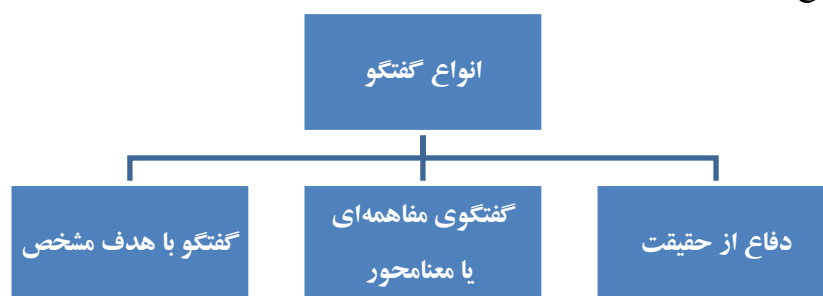 انواع گفتگو
دفاع از حقیقت
گفتگوی مفاهمه‌ای
یا معنامحور
گفتگو با هدف مشخص